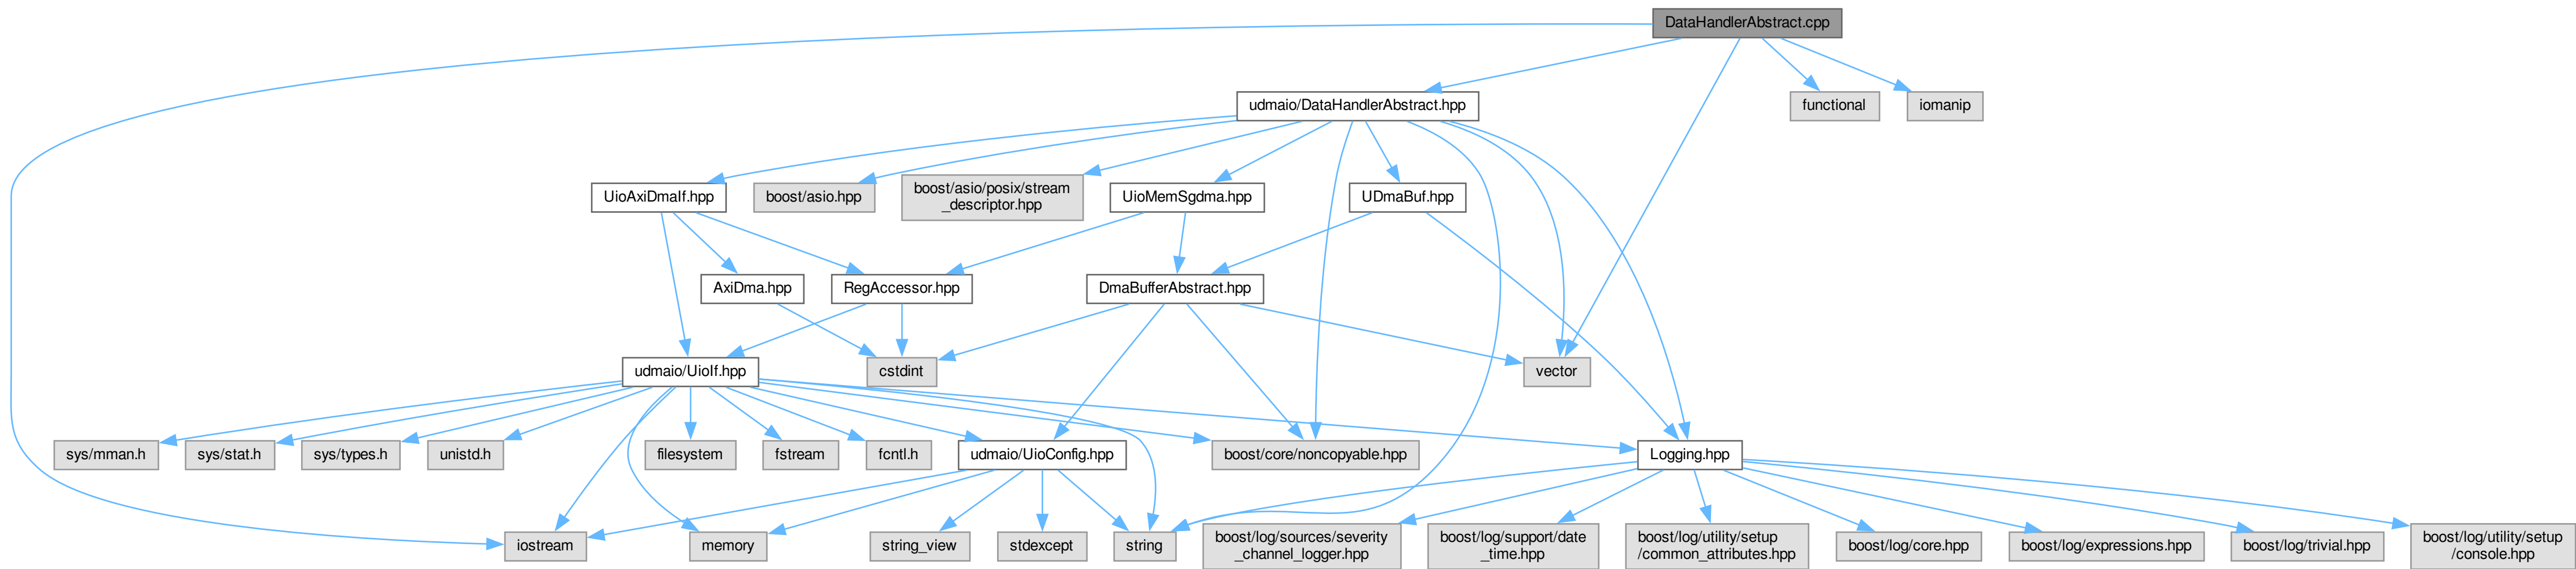 DataHandlerAbstract.cpp
udmaio/DataHandlerAbstract.hpp
functional
iomanip
UioAxiDmaIf.hpp
boost/asio.hpp
boost/asio/posix/stream
_descriptor.hpp
UioMemSgdma.hpp
UDmaBuf.hpp
AxiDma.hpp
RegAccessor.hpp
DmaBufferAbstract.hpp
udmaio/UioIf.hpp
cstdint
vector
sys/mman.h
sys/stat.h
sys/types.h
unistd.h
filesystem
fstream
fcntl.h
udmaio/UioConfig.hpp
boost/core/noncopyable.hpp
Logging.hpp
iostream
memory
string_view
stdexcept
string
boost/log/sources/severity
_channel_logger.hpp
boost/log/support/date
_time.hpp
boost/log/utility/setup
/common_attributes.hpp
boost/log/core.hpp
boost/log/expressions.hpp
boost/log/trivial.hpp
boost/log/utility/setup
/console.hpp